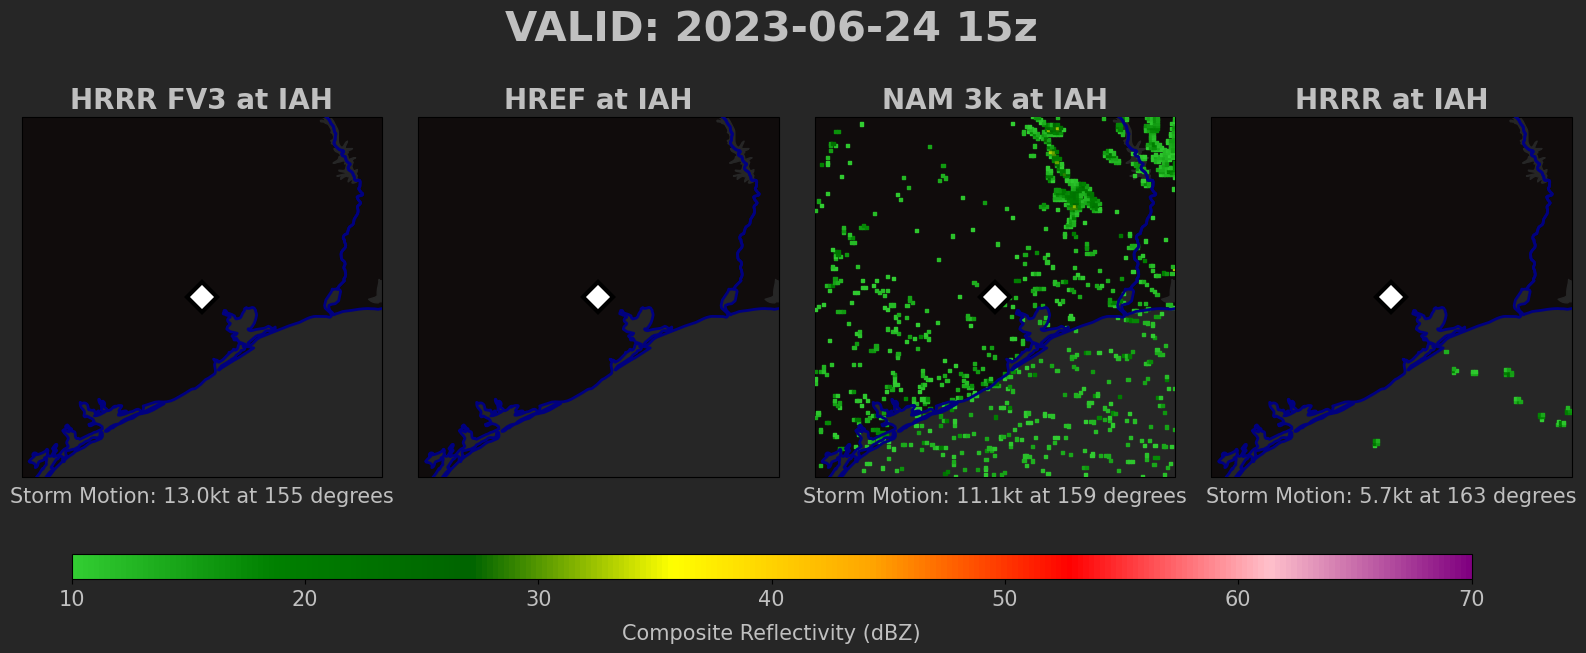 VALID: 2023-06-24 15z
HRRR FV3 at IAH
HREF at IAH
NAM 3k at IAH
HRRR at IAH
Storm Motion: 13.0kt at 155 degrees
Storm Motion: 11.1kt at 159 degrees
Storm Motion: 5.7kt at 163 degrees
10 20 30 40 50 60 70
Composite Reflectivity (dBZ)